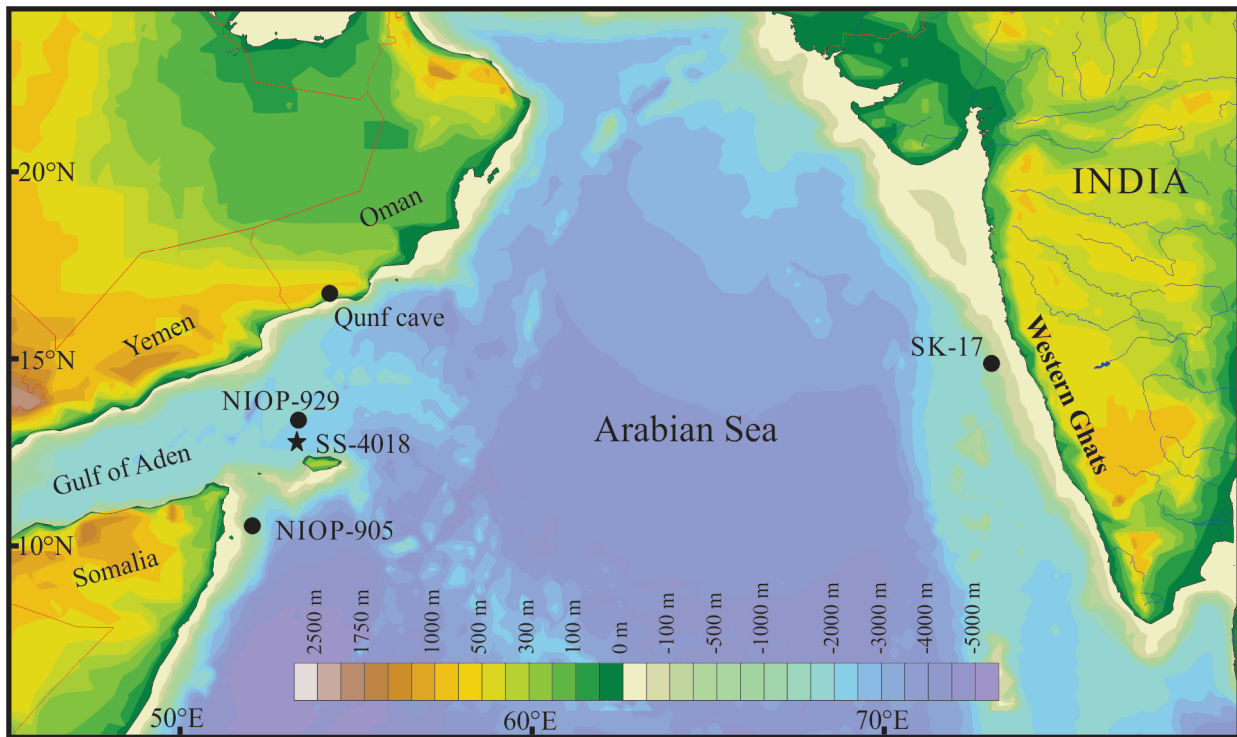 20°N
INDIA
Oman
Qunf cave
Yemen
15°N
SK-17
Western Ghats
NIOP-929
SS-4018
Arabian Sea
Gulf of Aden
NIOP-905
10°N
Somalia
2500 m
1750 m
1000 m
500 m
300 m
100 m
0 m
-100 m
-5000 m
-1000 m
-2000 m
-3000 m
-4000 m
-5000 m
50°E
60°E
70°E